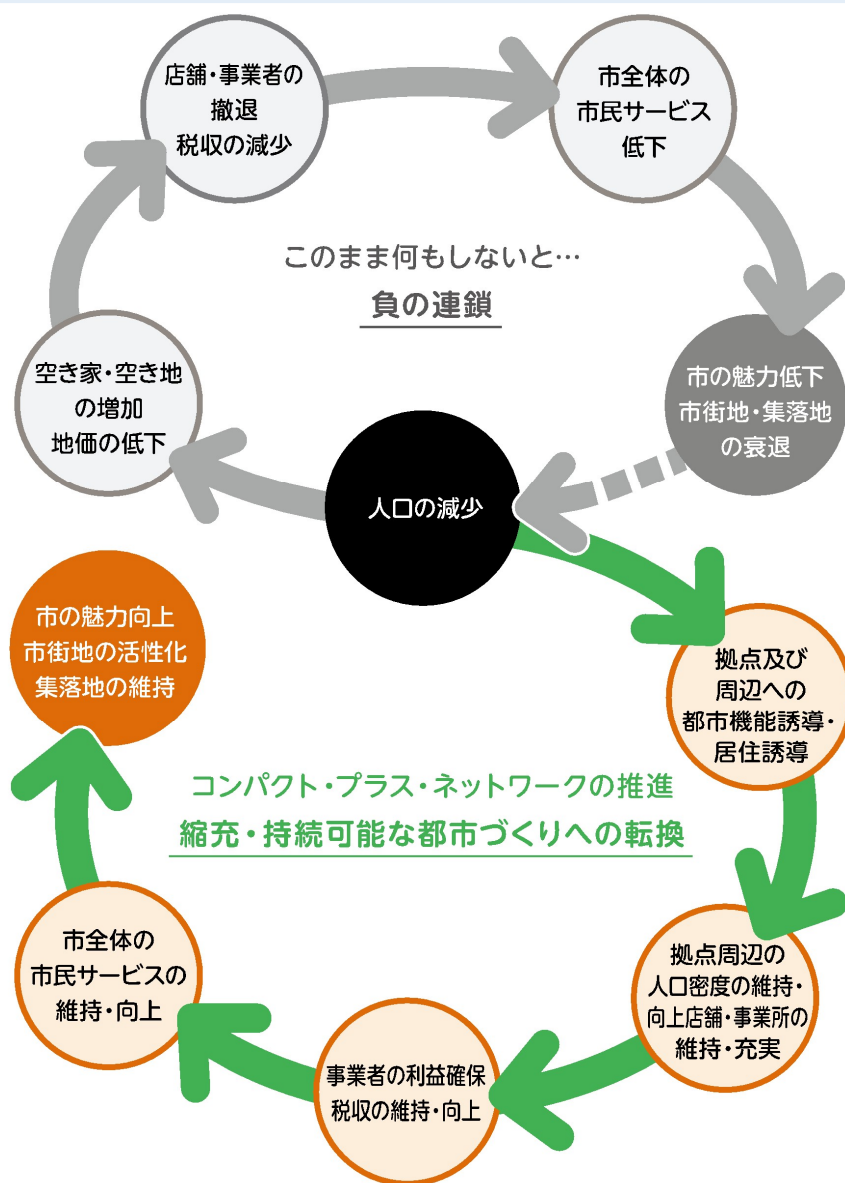 店舗・事業者の
撤退
税収の減少
市全体の
市民サービス
低下
このまま何もしないと…
負の連鎖
空き家・空き地
の増加
地価の低下
市の魅力低下
市街地・集落地
の衰退
人口の減少
市の魅力向上
市街地の活性化
集落地の維持
拠点及び
周辺への
都市機能誘導・
居住誘導
コンパクト・プラス・ネットワークの推進
縮充・持続可能な都市づくりへの転換
市全体の
市民サービスの
維持・向上
拠点周辺の
人口密度の維持・
向上店舗・事業所の
維持・充実
事業者の利益確保
税収の維持・向上